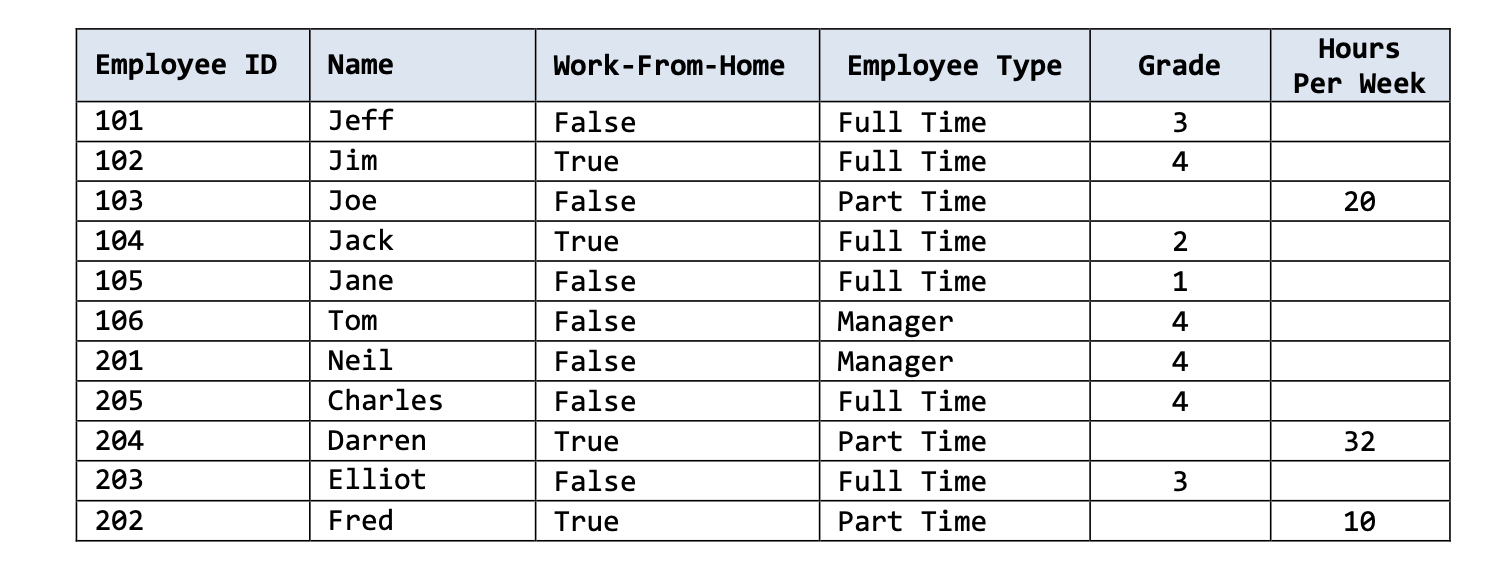 Employee ID Name Work-From-Home Employee Type Grade Hours Per Week
101 Jeff False Full Time 3
102 Jim True Full Time 4
103 Joe False Part Time 20
104 Jack True Full Time 2
105 Jane False Full Time 1
106 Tom False Manager 4
201 Neil False Manager 4
205 Charles False Full Time 4
204 Darren True Part Time 32
203 Elliot False Full Time 3
202 Fred True Part Time 10